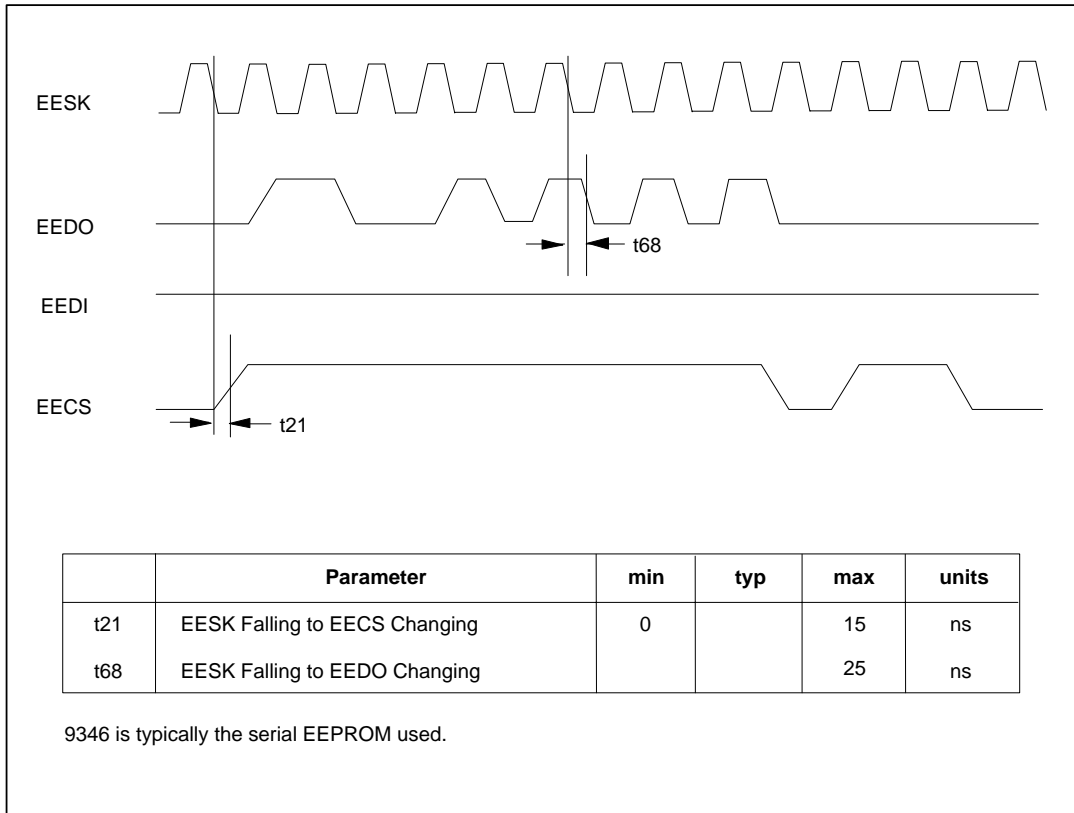 EESK
EEDO
t68
EEDI
EECS
t21
Parameter min typ max units
t21 EESK Falling to EECS Changing 0 15 ns
t68 EESK Falling to EEDO Changing 25 ns
9346 is typically the serial EEPROM used.